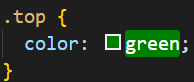 .top {
  color: green;
}